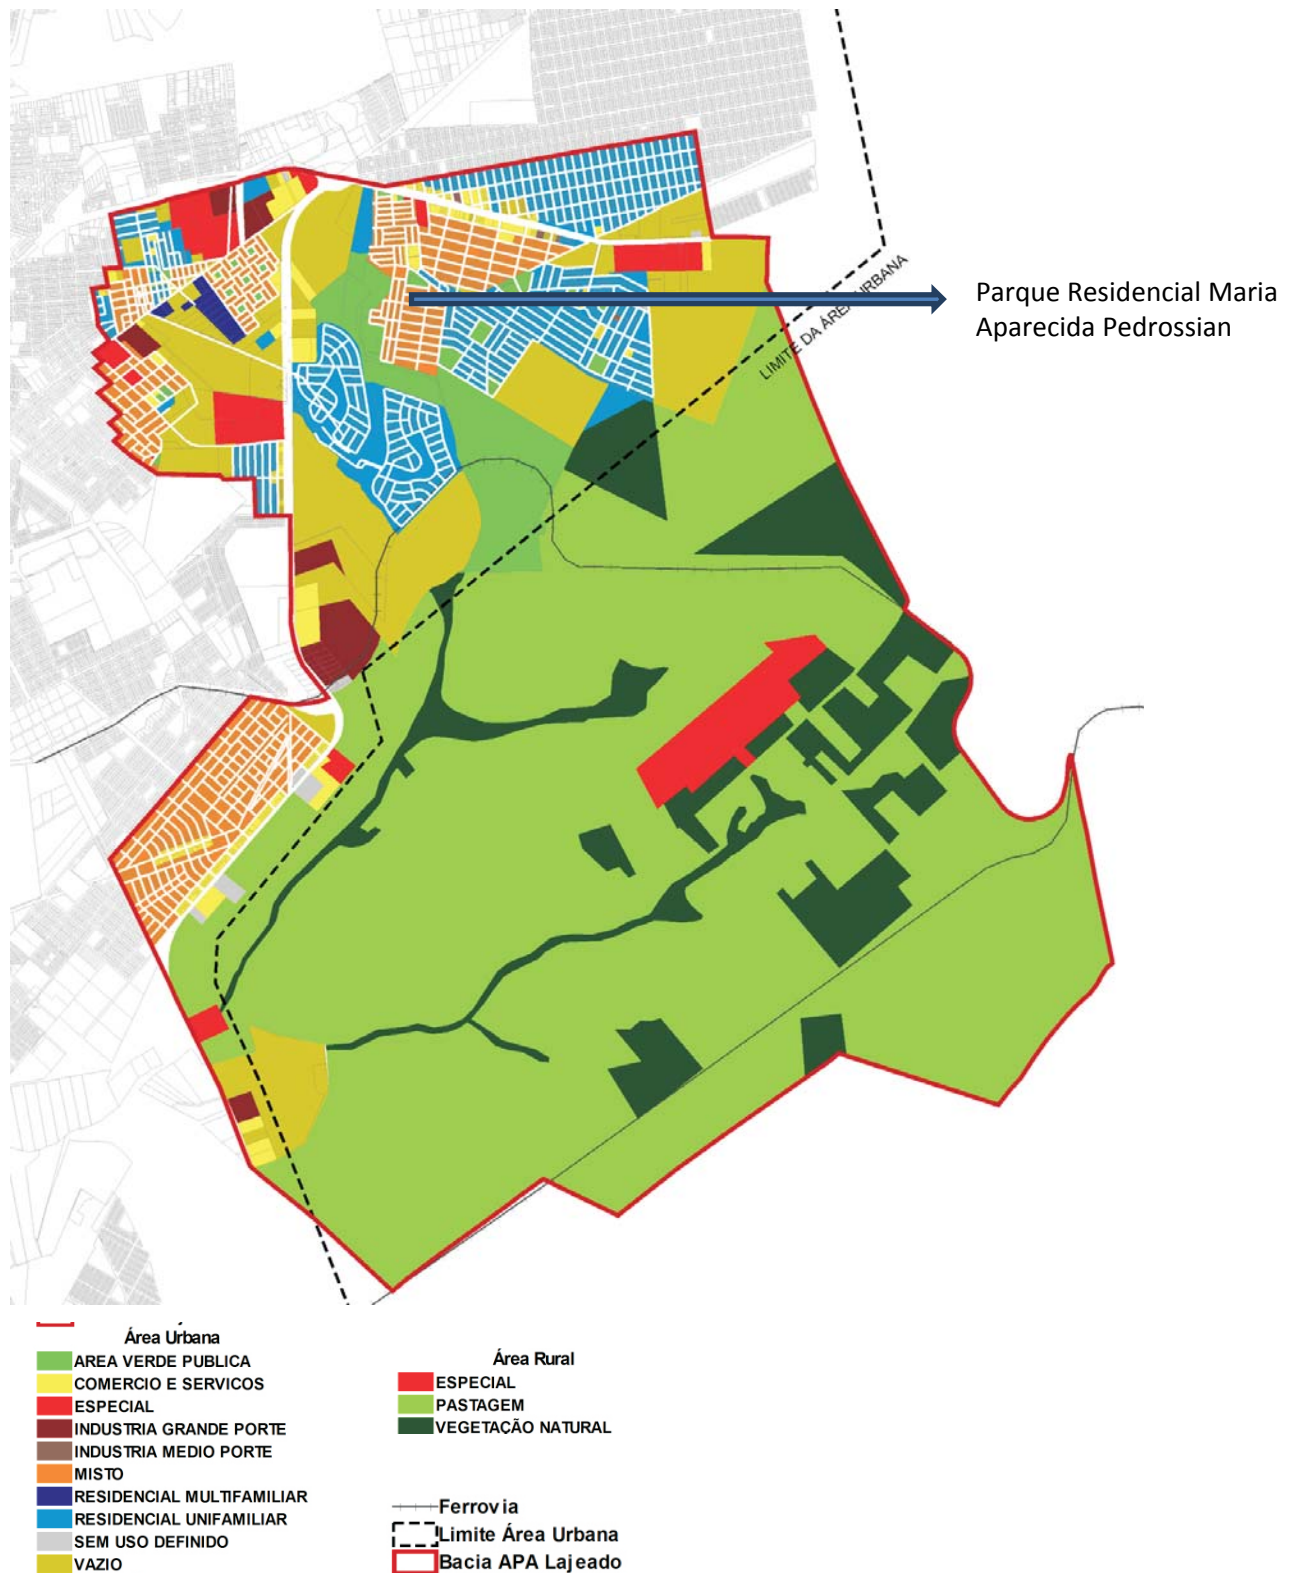 LIMITE DA ÁREA URBANA
Parque Residencial Maria
Aparecida Pedrossian
Área Urbana
AREA VERDE PUBLICA
COMERCIO E SERVICOS
ESPECIAL
INDUSTRIA GRANDE PORTE
INDUSTRIA MEDIO PORTE
MISTO
RESIDENCIAL MULTIFAMILIAR
RESIDENCIAL UNIFAMILIAR
SEM USO DEFINIDO
VAZIO
Área Rural
ESPECIAL
PASTAGEM
VEGETAÇÃO NATURAL
Ferrovia
Limite Área Urbana
Bacia APA Lajeado